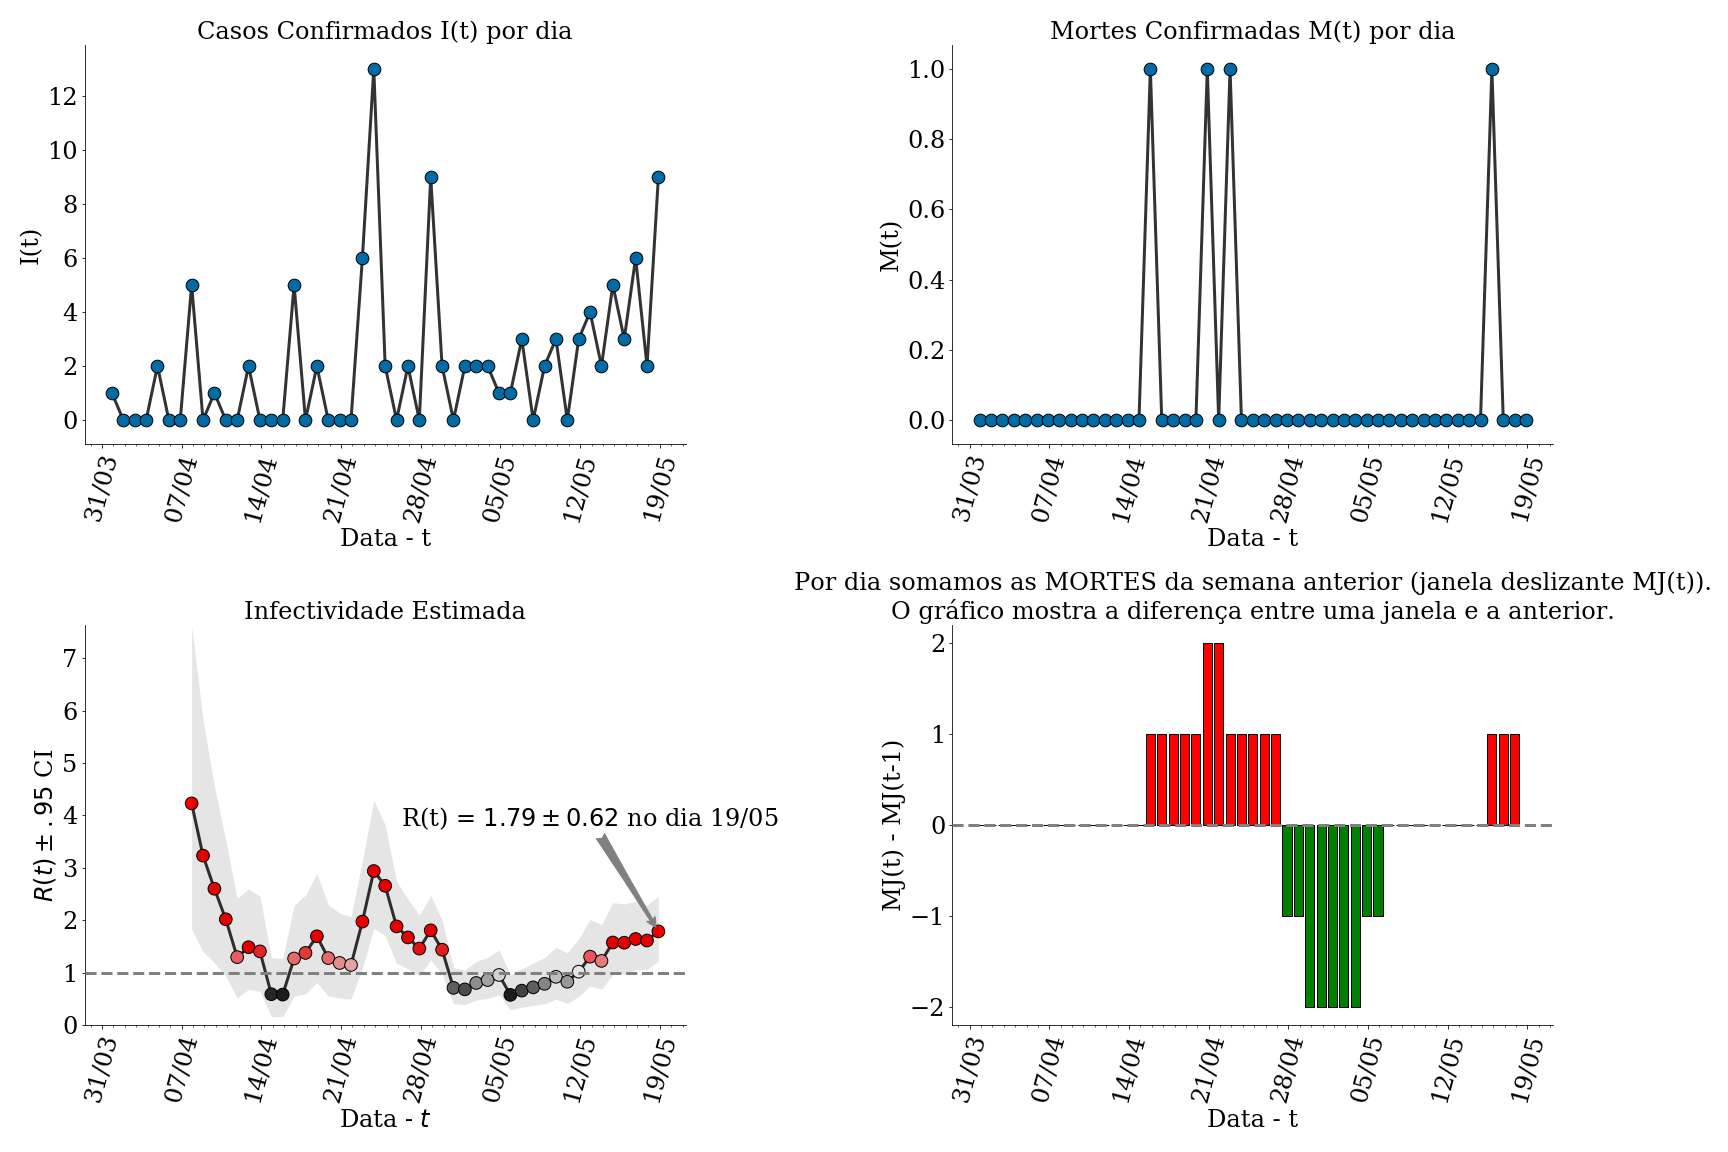 Casos Confirmados I(t) por dia
I(t)
12
10
8
6
4
2
0
31/03 07/04 14/04 21/04 28/04 05/05 12/05 19/05
Data - t
Mortes Confirmadas M(t) por dia
M(t)
1.0
0.8
0.6
0.4
0.2
0.0
31/03 07/04 14/04 21/04 28/04 05/05 12/05 19/05
Data - t
Infectividade Estimada
R(t) ± .95 CI
7
6
5
4
3
2
1
0
R(t) = 1.79 ± 0.62 no dia 19/05
31/03 07/04 14/04 21/04 28/04 05/05 12/05 19/05
Data - t
Por dia somamos as MORTES da semana anterior (janela deslizante MJ(t)).
O gráfico mostra a diferença entre uma janela e a anterior.
MJ(t) - MJ(t-1)
2
1
0
−1
−2
31/03 07/04 14/04 21/04 28/04 05/05 12/05 19/05
Data - t